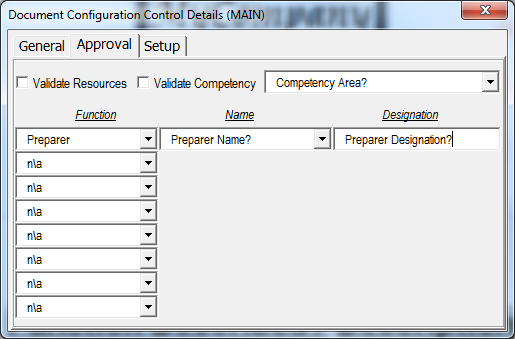 Document Configuration Control Details (MAIN)
General Approval Setup
Validate Resources Validate Competency Competency Area?
Function Name Designation
Preparer Preparer Name? Preparer Designation?
n\a
n\a
n\a
n\a
n\a
n\a
n\a